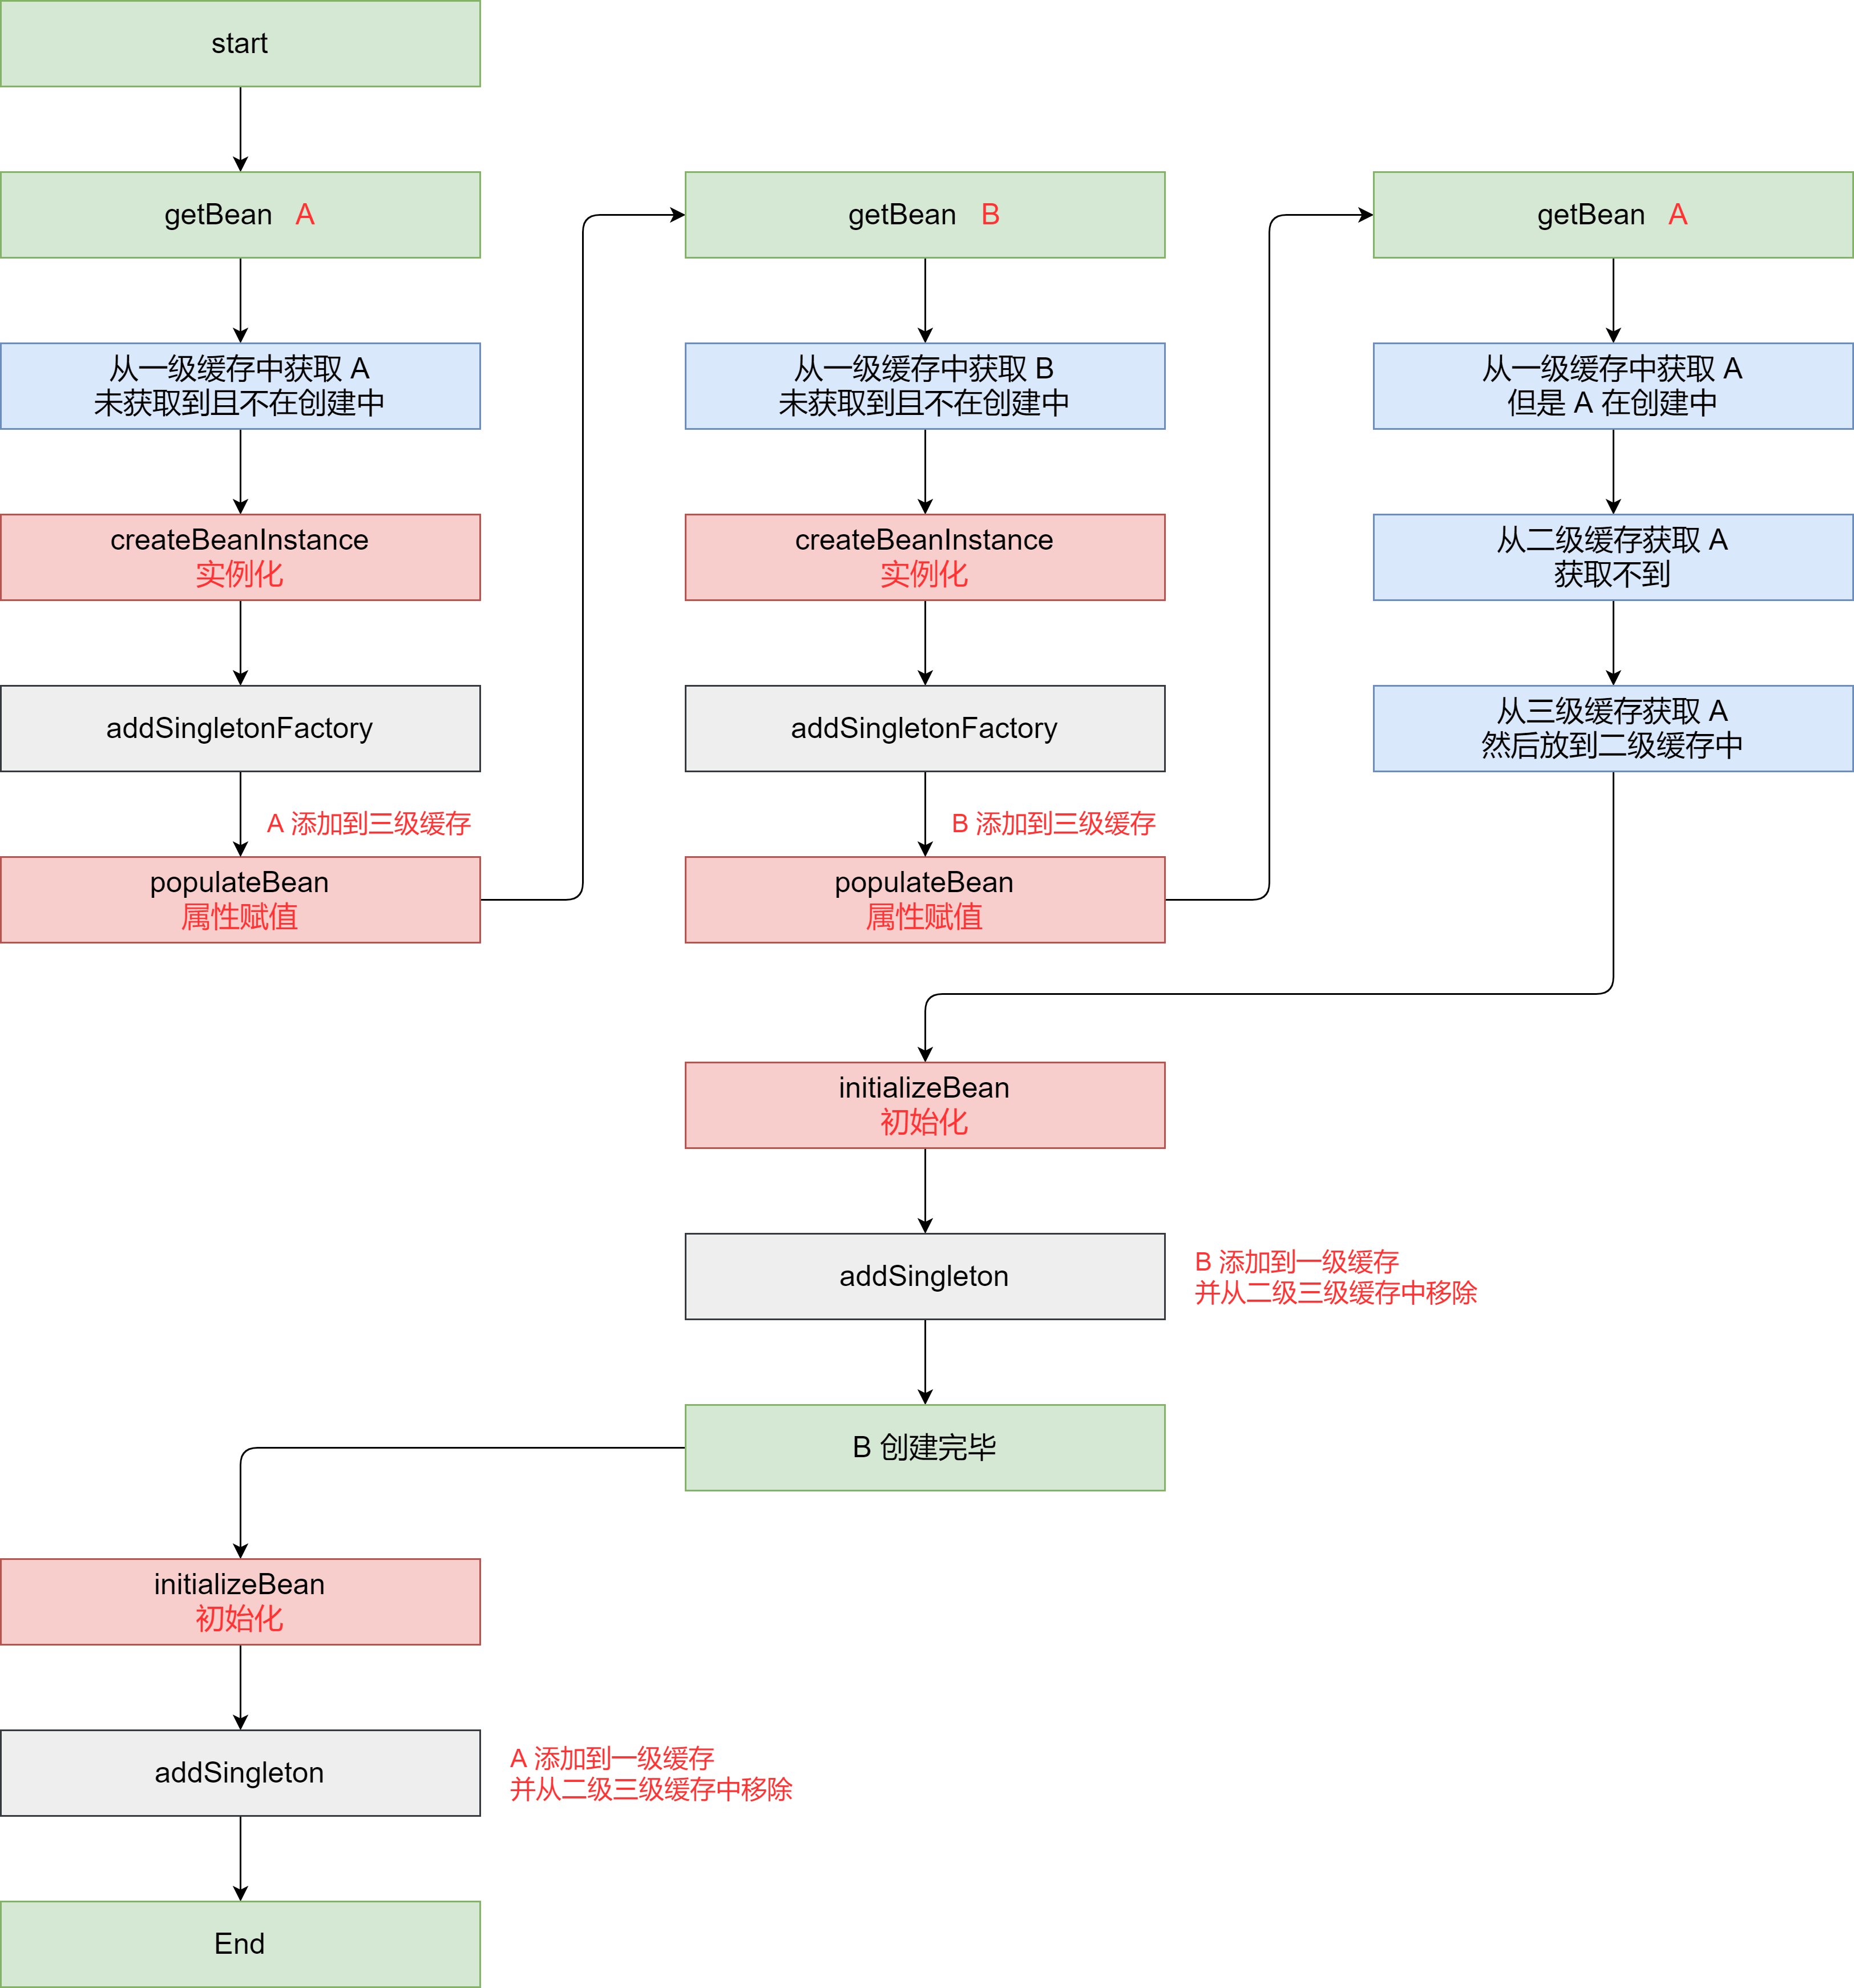 start
getBean A
从一级缓存中获取 A
未获取到且不在创建中
createBeanInstance
实例化
addSingletonFactory
A 添加到三级缓存
populateBean
属性赋值
getBean B
从一级缓存中获取 B
未获取到且不在创建中
createBeanInstance
实例化
addSingletonFactory
B 添加到三级缓存
populateBean
属性赋值
getBean A
从一级缓存中获取 A
但是 A 在创建中
从二级缓存获取 A
获取不到
从三级缓存获取 A
然后放到二级缓存中
initializeBean
初始化
addSingleton
B 添加到一级缓存
并从二级三级缓存中移除
B 创建完毕
initializeBean
初始化
addSingleton
A 添加到一级缓存
并从二级三级缓存中移除
End